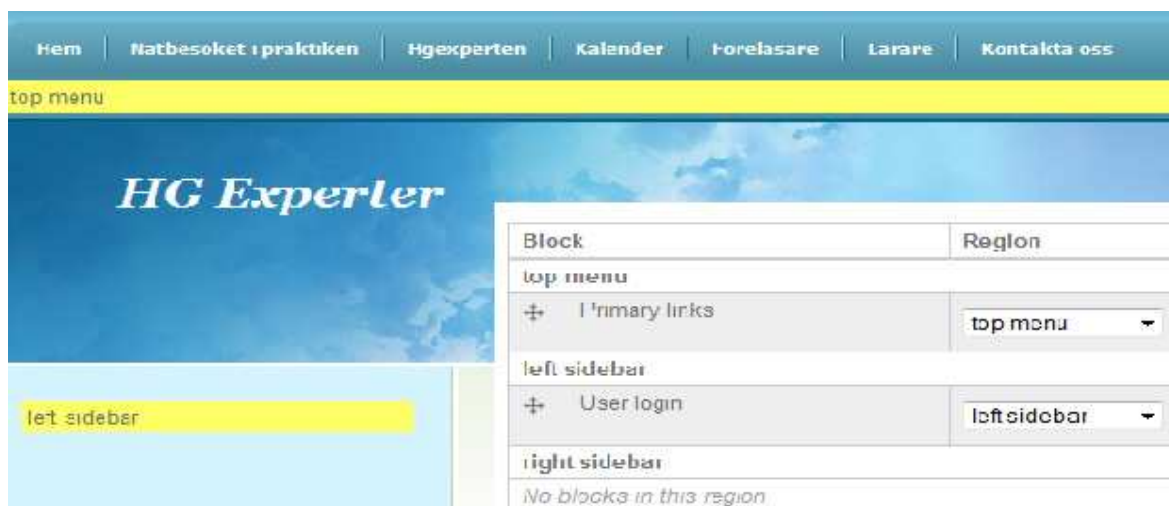 Hem Natbesoket i praktiken Hgexperten Kalender Forelasare Larare Kontakta oss
top menu
HG Experter
Block Region
top menu
Primary links top menu
left sidebar
User login left sidebar
left sidebar
right sidebar
No blocks in this region